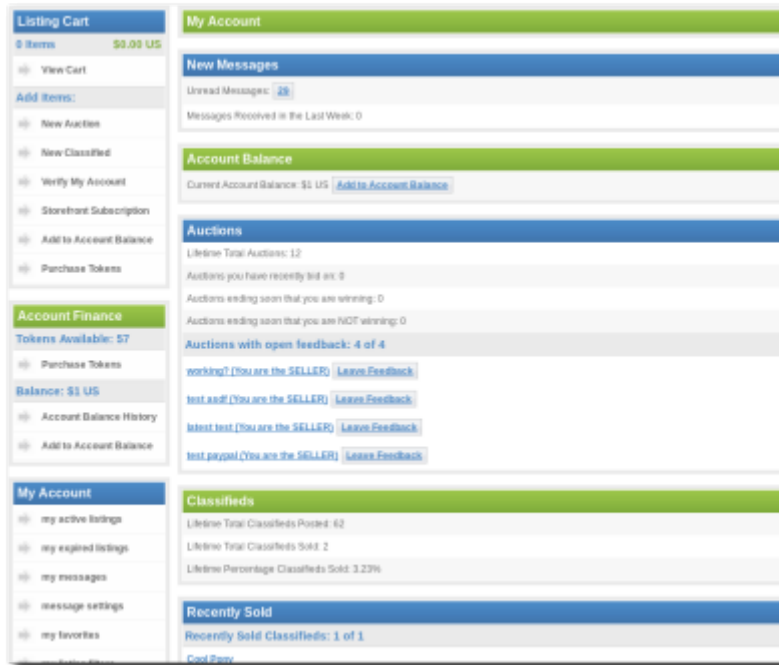 Listing Cart
0 Items $0.00 US
View Cart
Add Items:
New Auction
New Classified
Verify My Account
Storefront Subscription
Add to Account Balance
Purchase Tokens
Account Finance
Tokens Available: 57
Purchase Tokens
Balance: $1 US
Account Balance History
Add to Account Balance
My Account
my active listings
my expired listings
my messages
message settings
my favorites
My Account
New Messages
Unread Messages: 29
Messages Received in the Last Week: 0
Account Balance
Current Account Balance: $1 US Add to Account Balance
Auctions
Lifetime Total Auctions: 12
Auctions you have recently bid on: 0
Auctions ending soon that you are winning: 0
Auctions ending soon that you are NOT winning: 0
Auctions with open feedback: 4 of 4
working? (You are the SELLER) Leave Feedback
test asdf (You are the SELLER) Leave Feedback
latest test (You are the SELLER) Leave Feedback
test paypal (You are the SELLER) Leave Feedback
Classifieds
Lifetime Total Classifieds Posted: 62
Lifetime Total Classifieds Sold: 2
Lifetime Percentage Classifieds Sold: 3.23%
Recently Sold
Recently Sold Classifieds: 1 of 1
Cool Pony